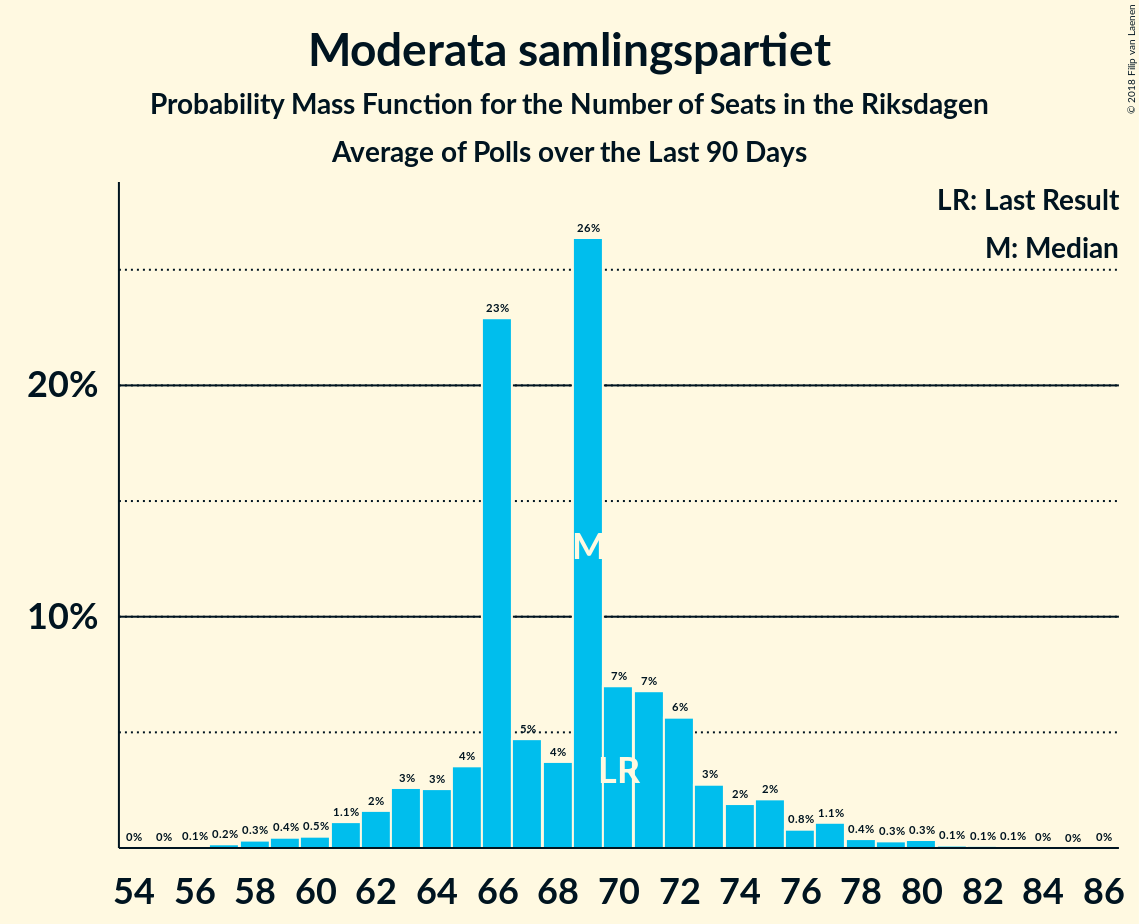 Moderata samlingspartiet
Probability Mass Function for the Number of Seats in the Riksdagen
Average of Polls over the Last 90 Days
© 2018 Filip van Laenen
LR: Last Result
M: Median
20%
10%
0% 0% 0.1% 0.2% 0.3% 0.4% 0.5% 1.1% 2% 3% 3% 4% 23% 5% 4% 26% 7% 7% 6% 3% 2% 2% 0.8% 1.1% 0.4% 0.3% 0.3% 0.1% 0.1% 0.1% 0% 0% 0%
M
LR
54 56 58 60 62 64 66 68 70 72 74 76 78 80 82 84 86